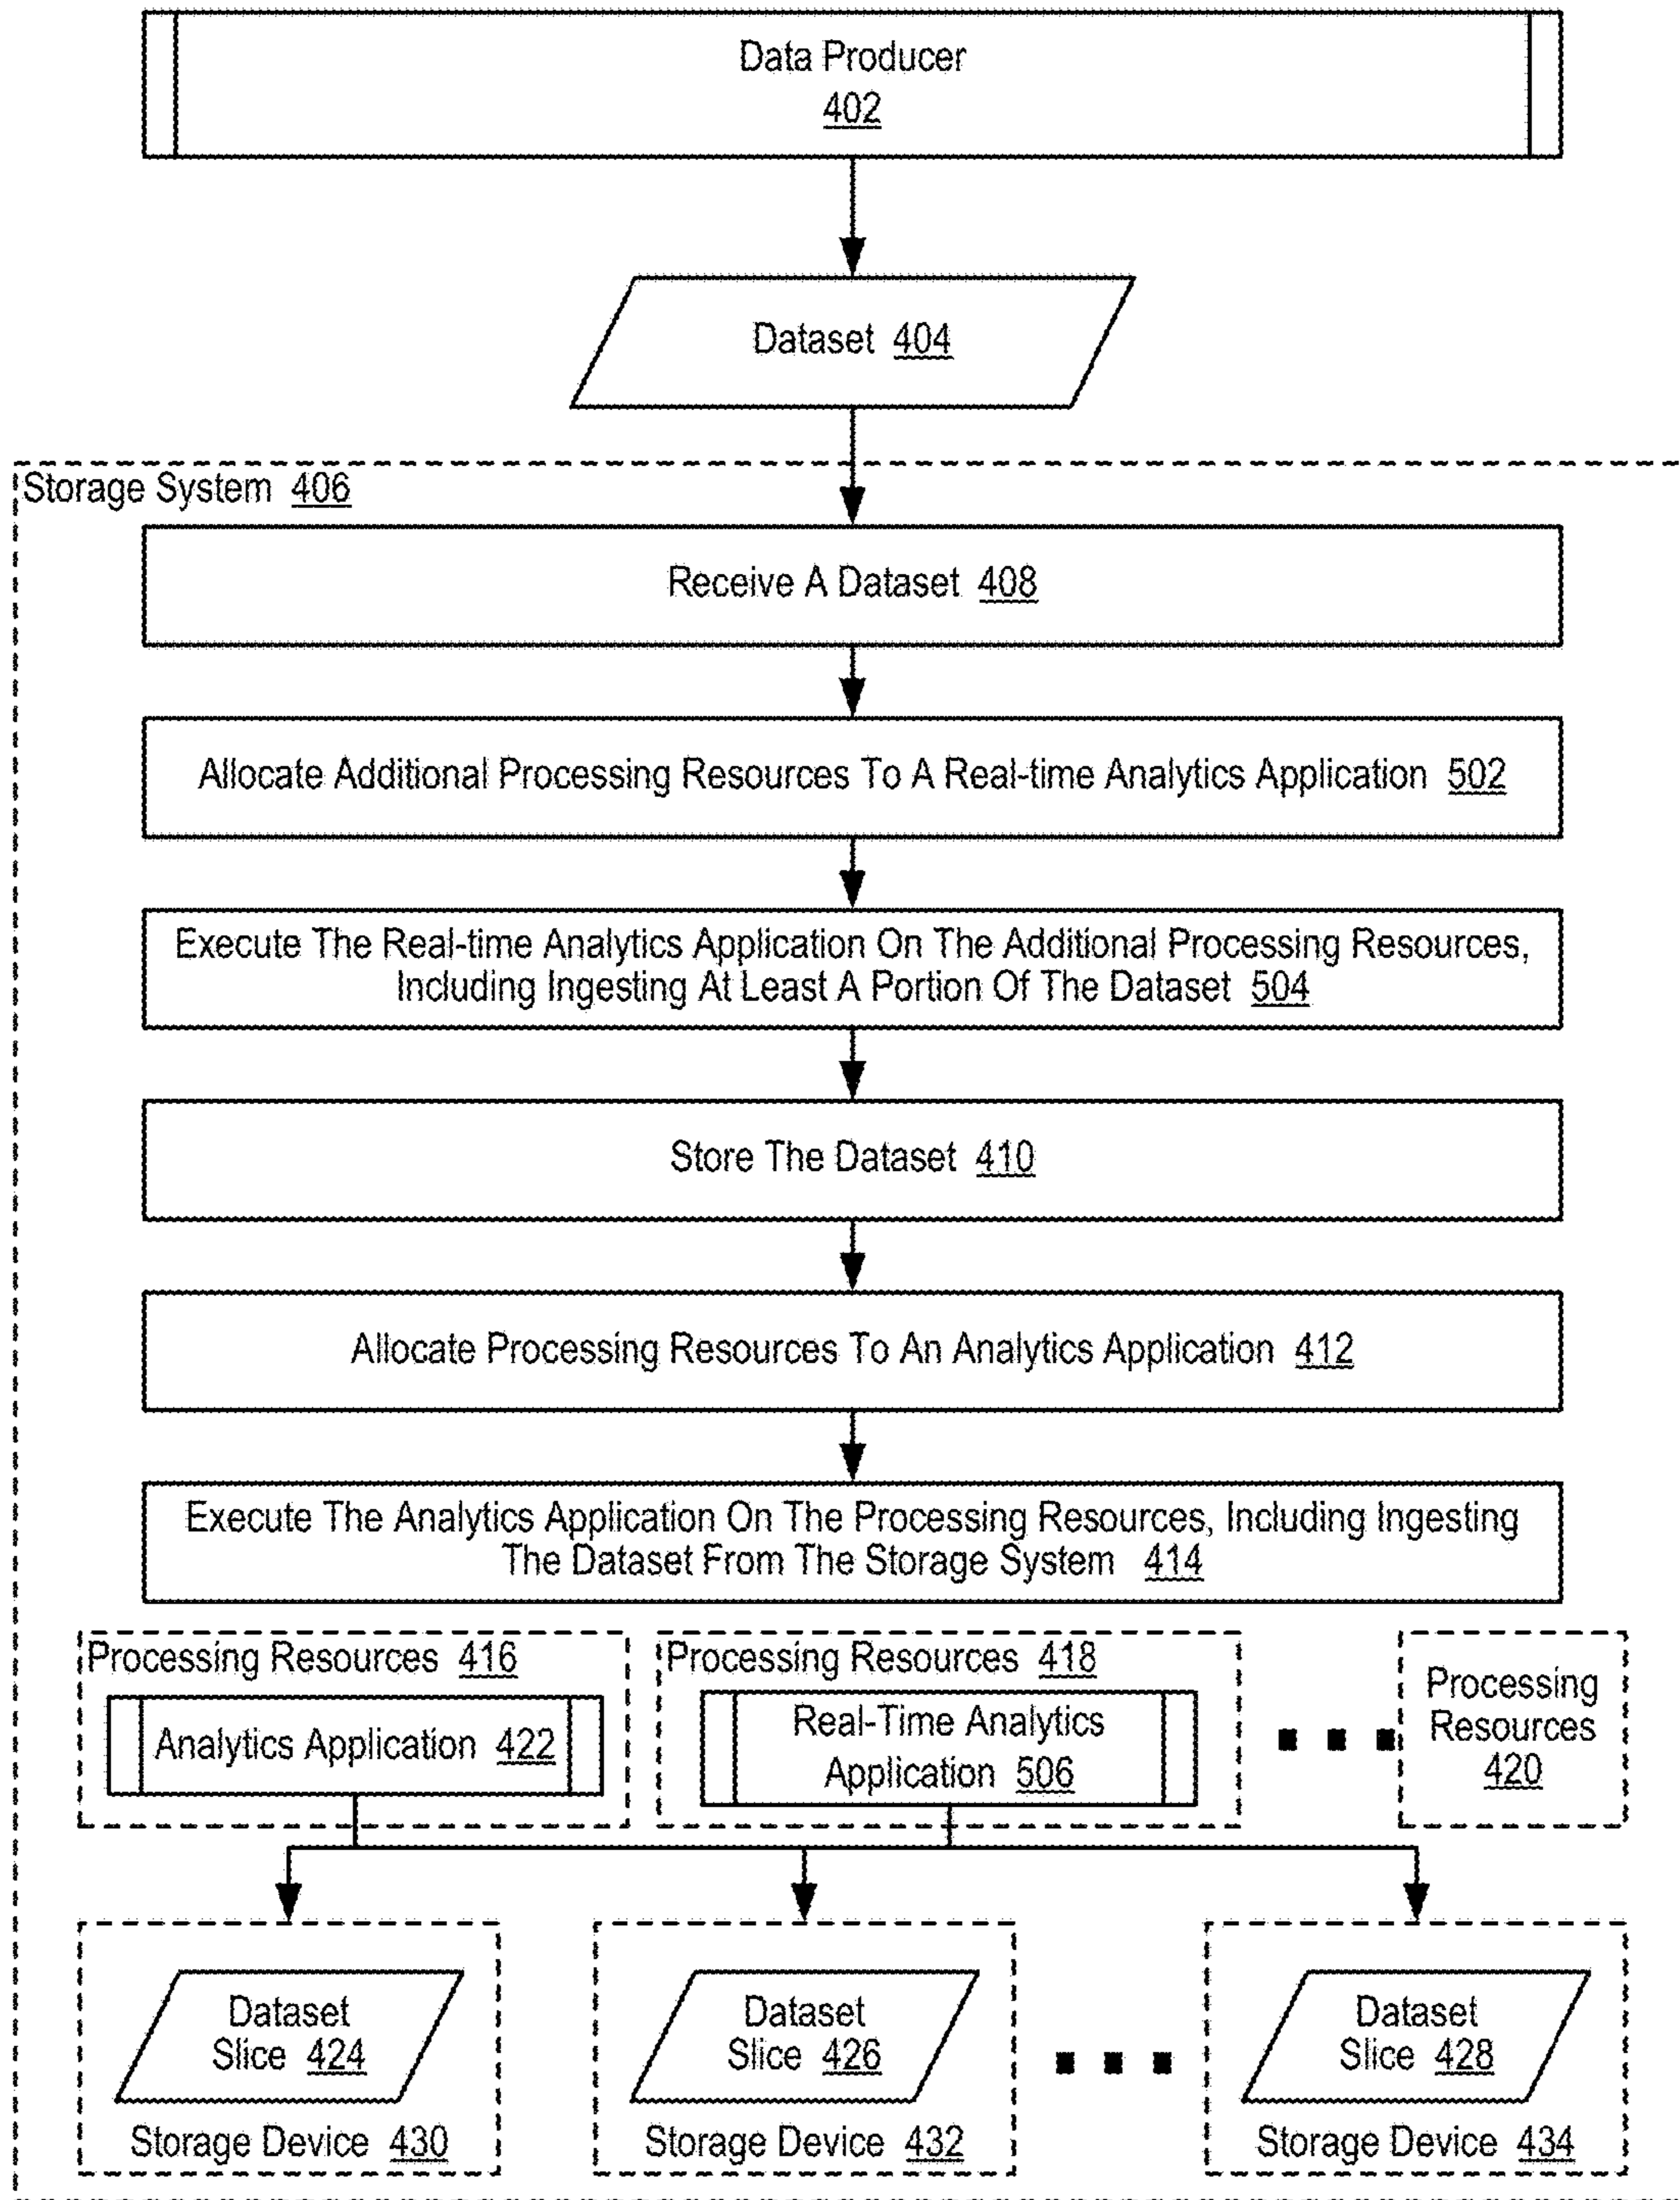 Data Producer
402
Dataset 404
Storage System 406
Receive A Dataset 408
Allocate Additional Processing Resources To A Real-time Analytics Application 502
Execute The Real-time Analytics Application On The Additional Processing Resources,
Including Ingesting At Least A Portion Of The Dataset 504
Store The Dataset 410
Allocate Processing Resources To An Analytics Application 412
Execute The Analytics Application On The Processing Resources, Including Ingesting
The Dataset From The Storage System 414
Processing Resources 416
Analytics Application 422
Processing Resources 418
Real-Time Analytics
Application 506
Processing
Resources
420
Dataset
Slice 424
Storage Device 430
Dataset
Slice 426
Storage Device 432
Dataset
Slice 428
Storage Device 434